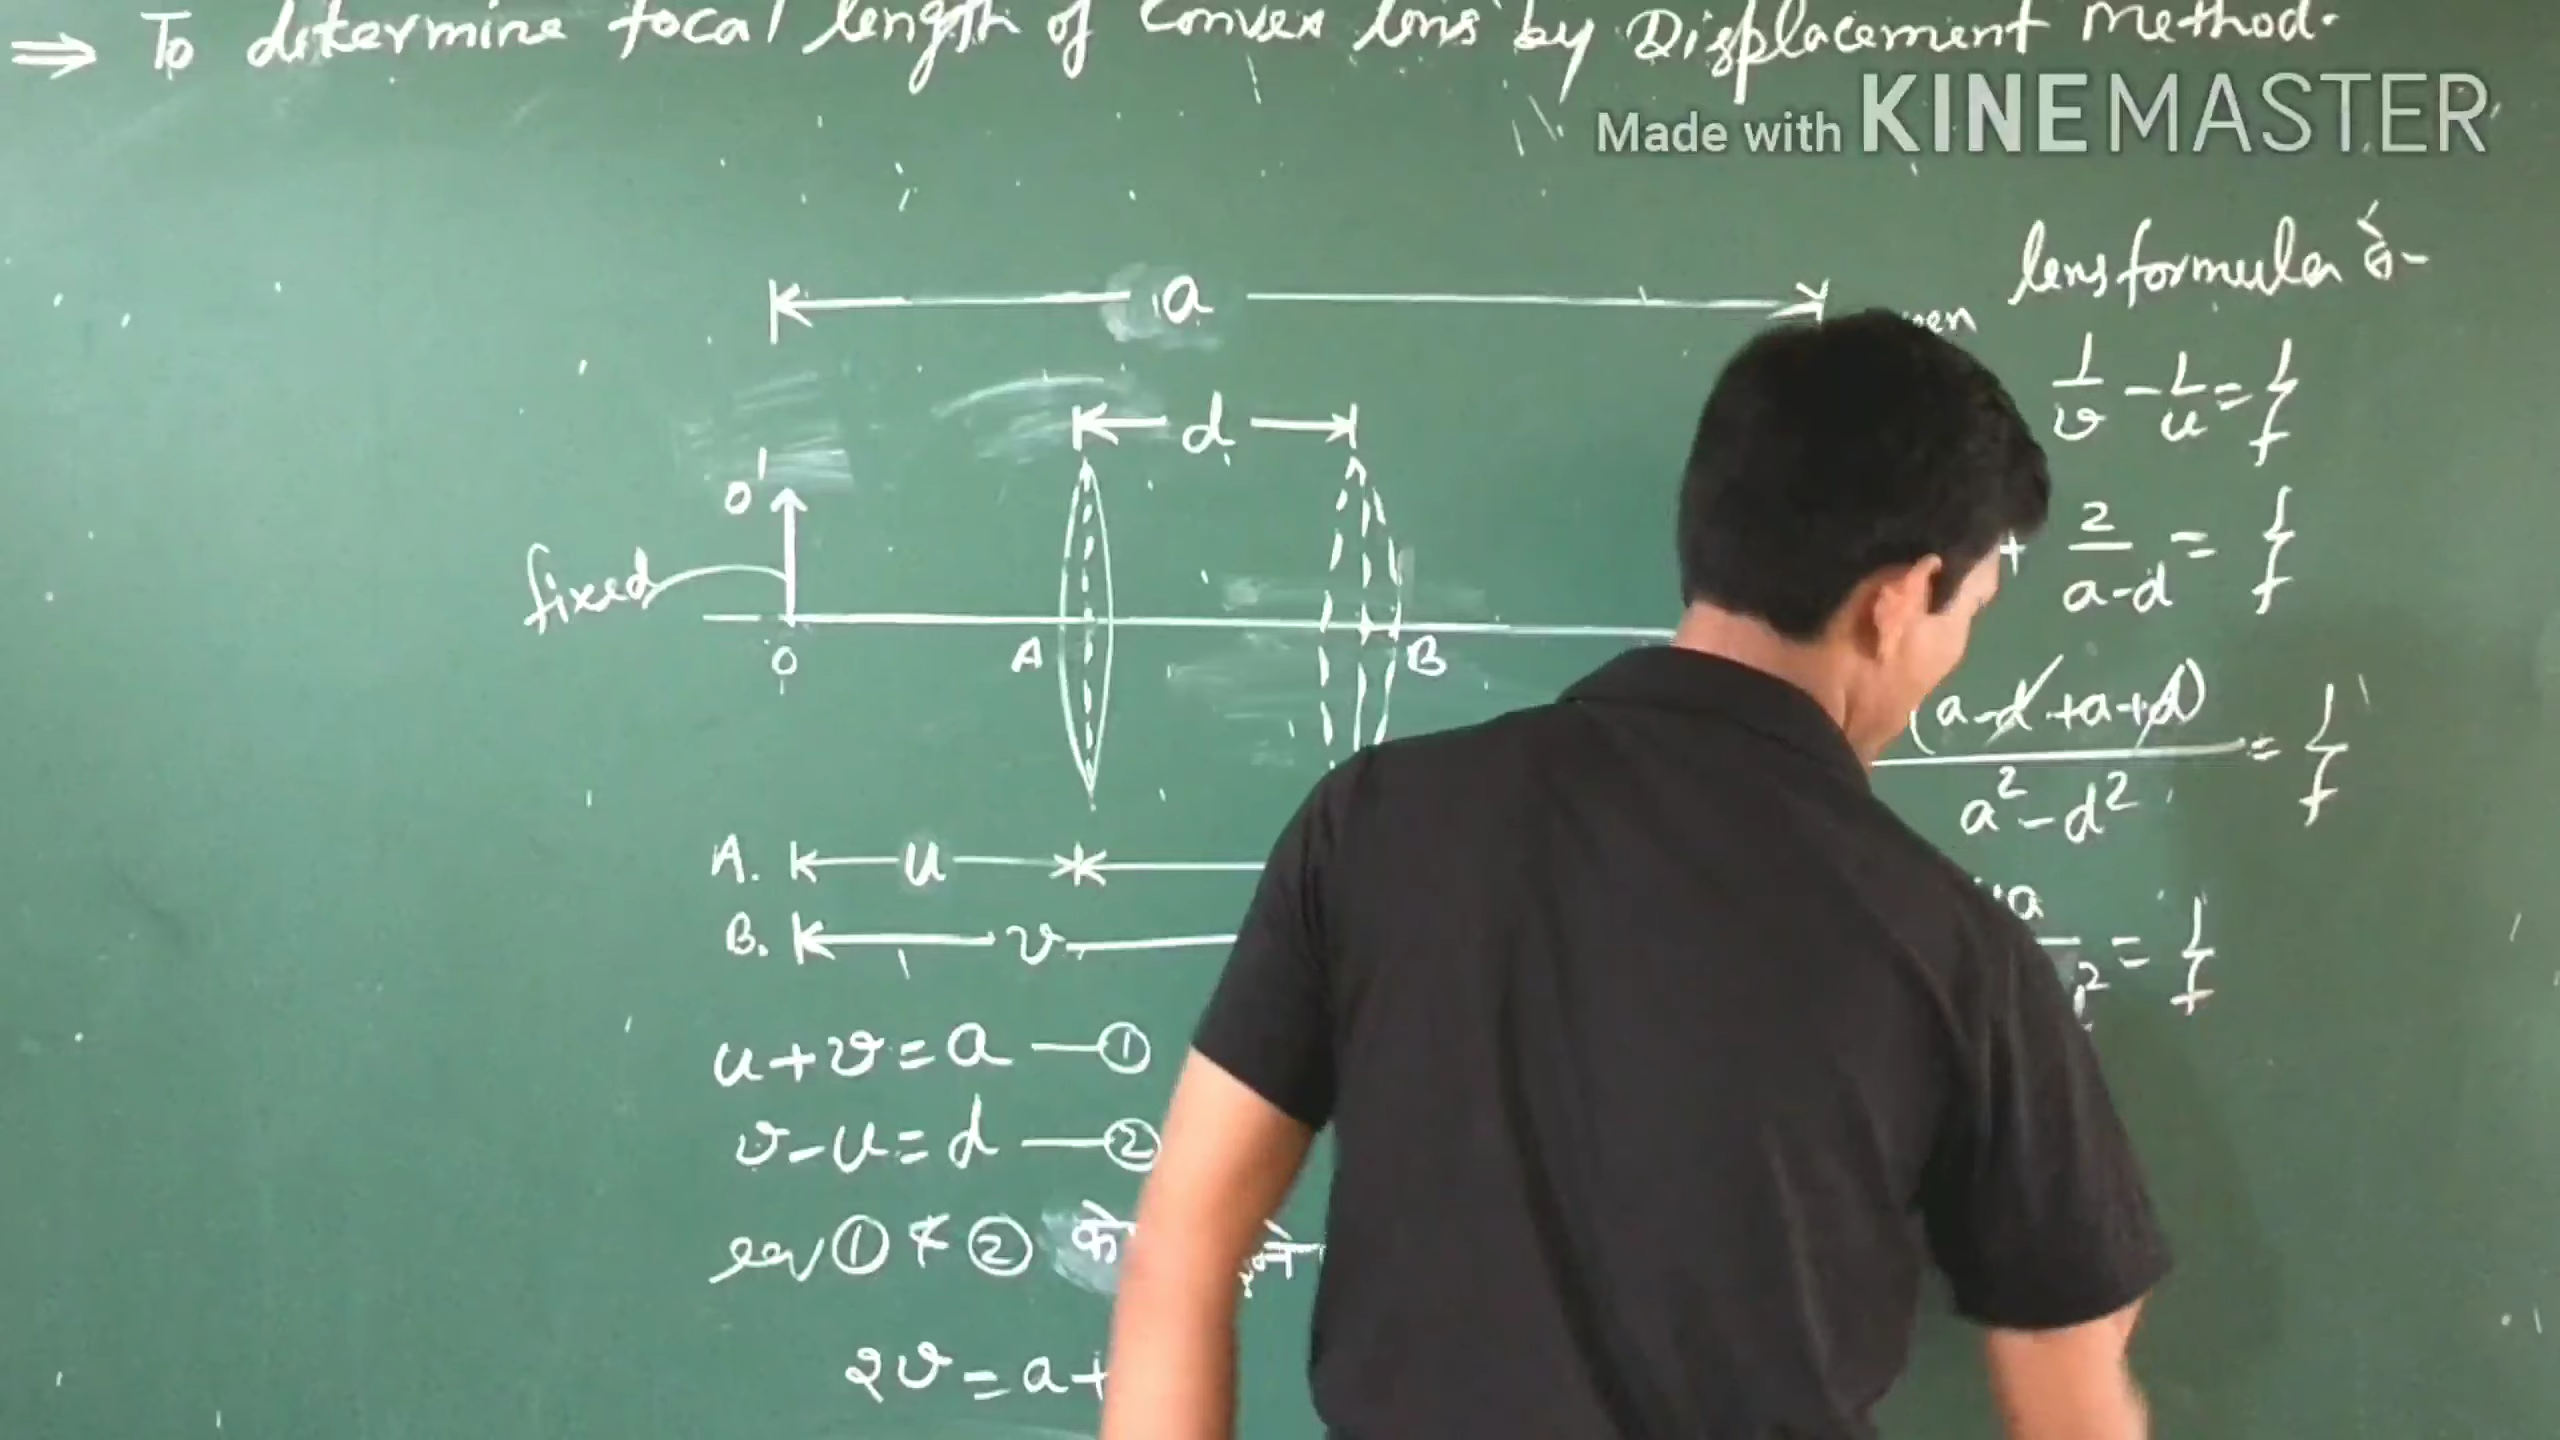 ⇒ To determine focal length of Convex lens by Displacement Method.
Made with KINEMASTER
a
d
O'
fixed
O
A
B
A. u
B. v
u+v=a —①
v-u=d —②
① & ② को
2v=a+
lens formula :-
1/v - 1/u = 1/f
+ 2/(a-d) = 1/f
(a-d+a+d)/(a²-d²) = 1/f
a
² = 1/f